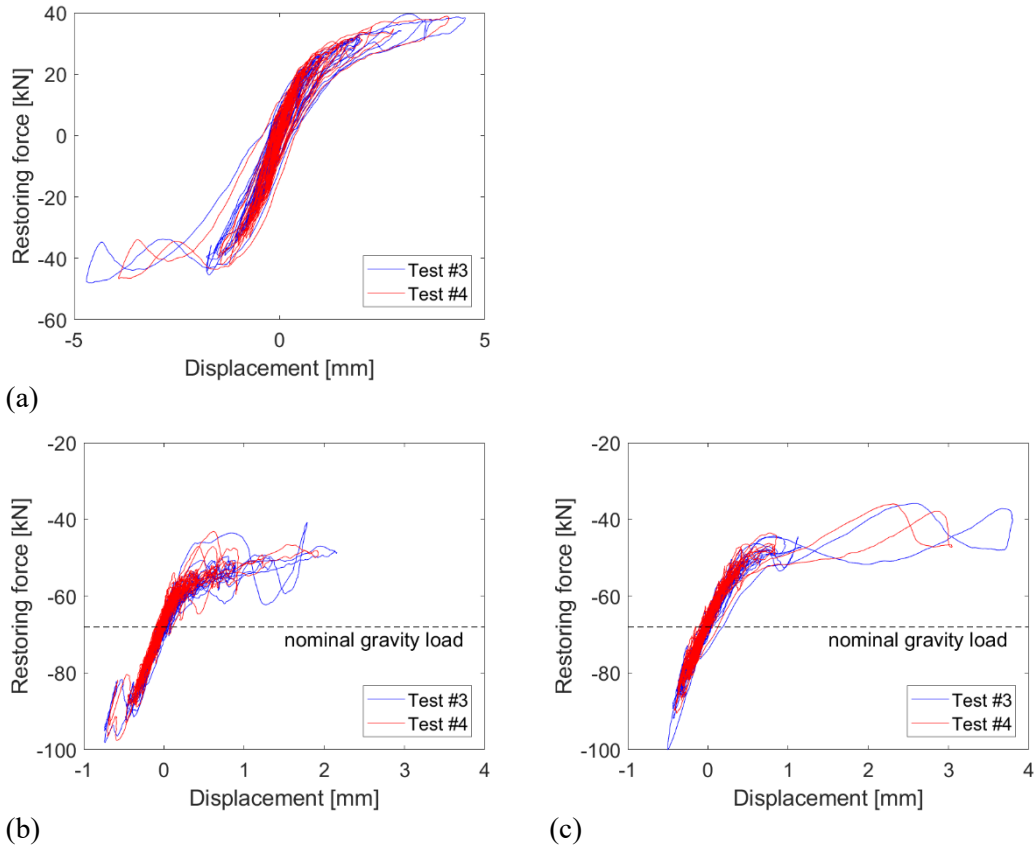 40
20
0
-20
-40
-60
Restoring force [kN]
-5
0
5
Displacement [mm]
Test #3
Test #4
(a)
-20
-40
-60
-80
-100
Restoring force [kN]
nominal gravity load
Test #3
Test #4
-1
0
1
2
3
4
Displacement [mm]
(b)
-20
-40
-60
-80
-100
Restoring force [kN]
nominal gravity load
Test #3
Test #4
-1
0
1
2
3
4
Displacement [mm]
(c)